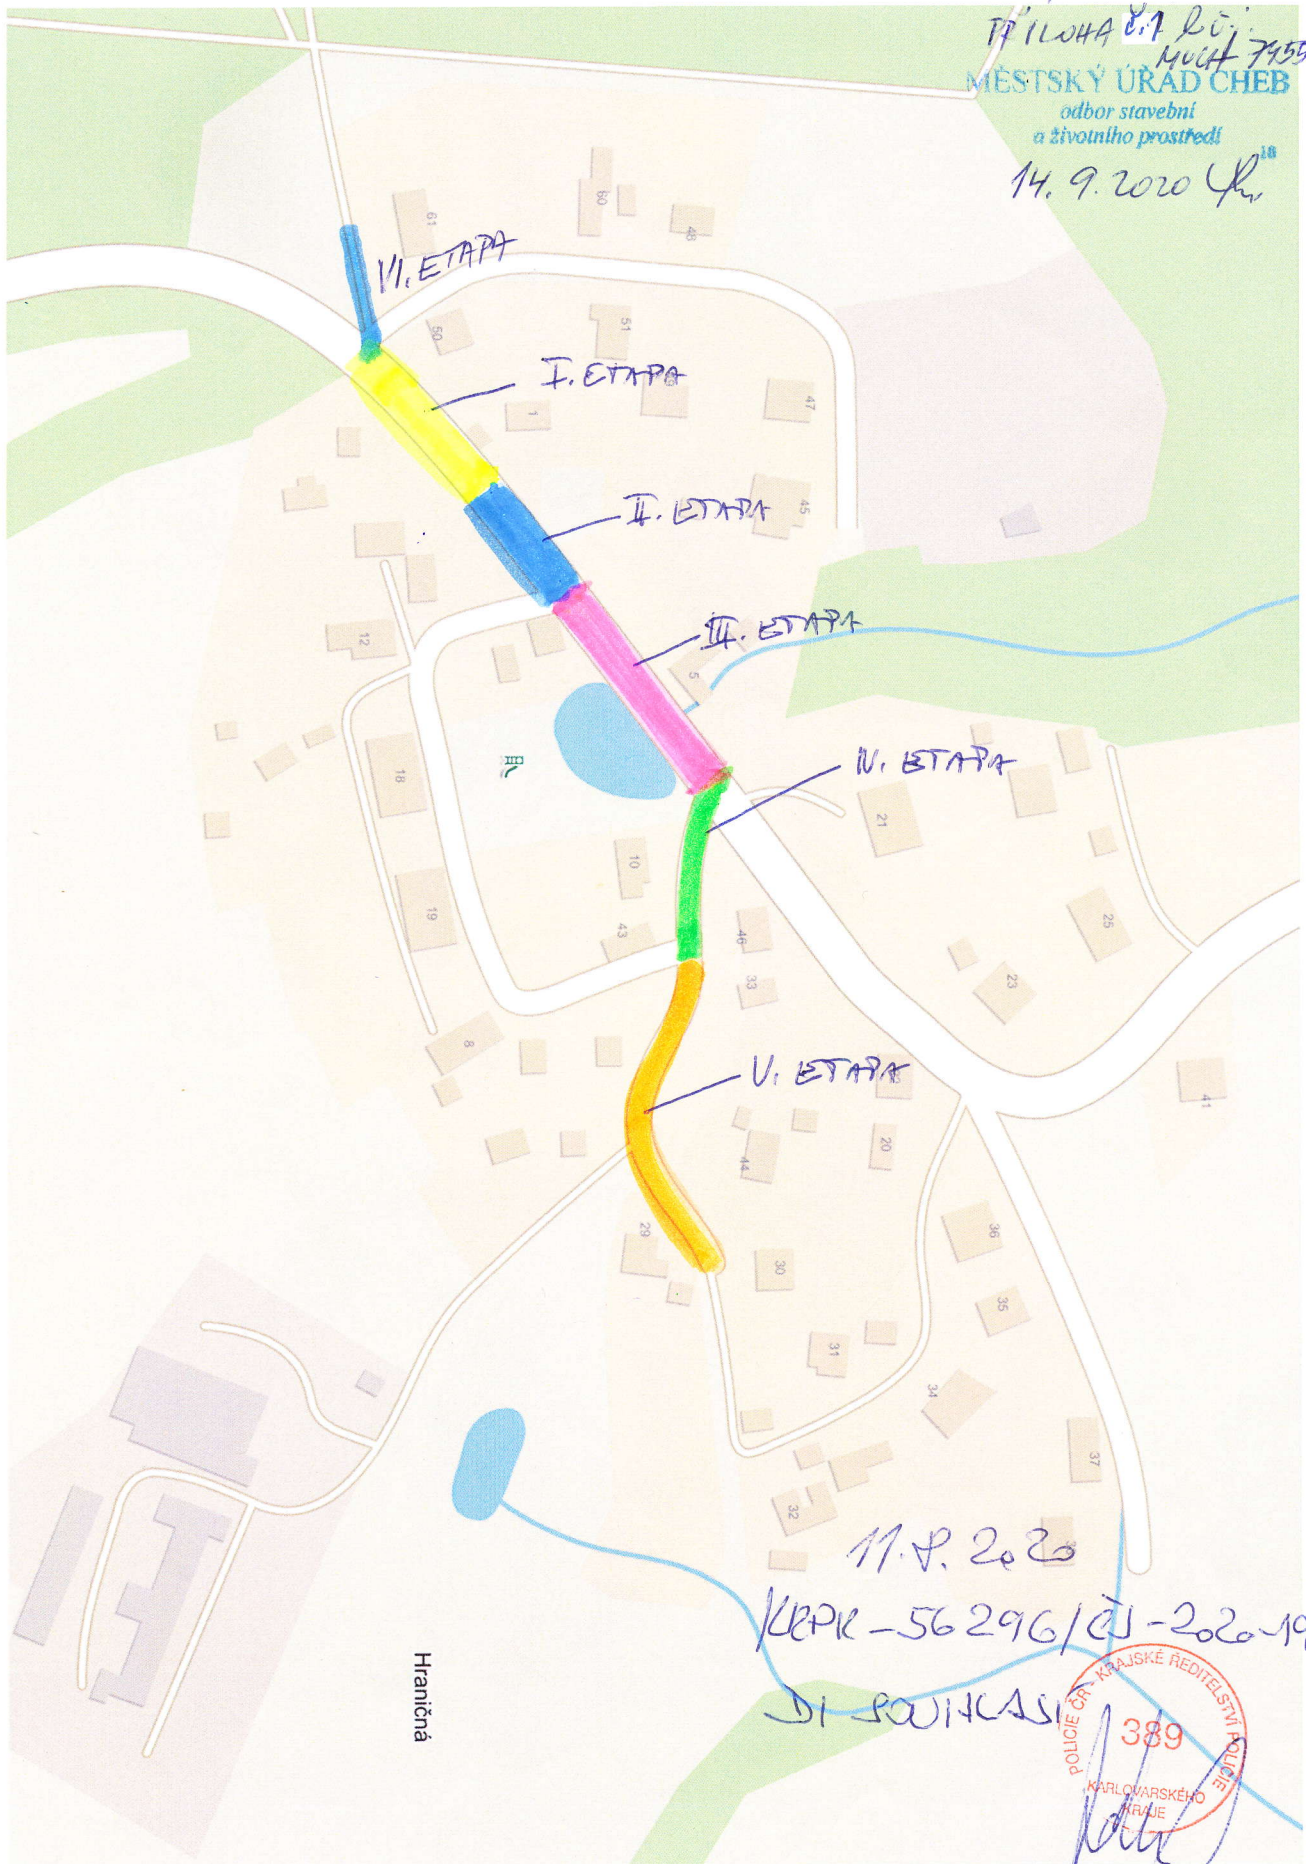 PŘÍLOHA č.1
MUCH 7955
MĚSTSKÝ ÚŘAD CHEB
odbor stavební
a životního prostředí
18
14. 9. 2020
61
60
48
VI. ETAPA
50
51
I. ETAPA
1
47
II. ETAPA
45
12
III. ETAPA
5
18
IV. ETAPA
21
10
19
43
46
25
33
23
8
V. ETAPA
41
20
44
29
36
30
35
31
34
37
32
11. 9. 2020
KRPK-56296/ČJ-2020-19
DI SOUHLASÍ
POLICIE ČR - KRAJSKÉ ŘEDITELSTVÍ POLICIE
389
KARLOVARSKÉHO
KRAJE
Hraničná